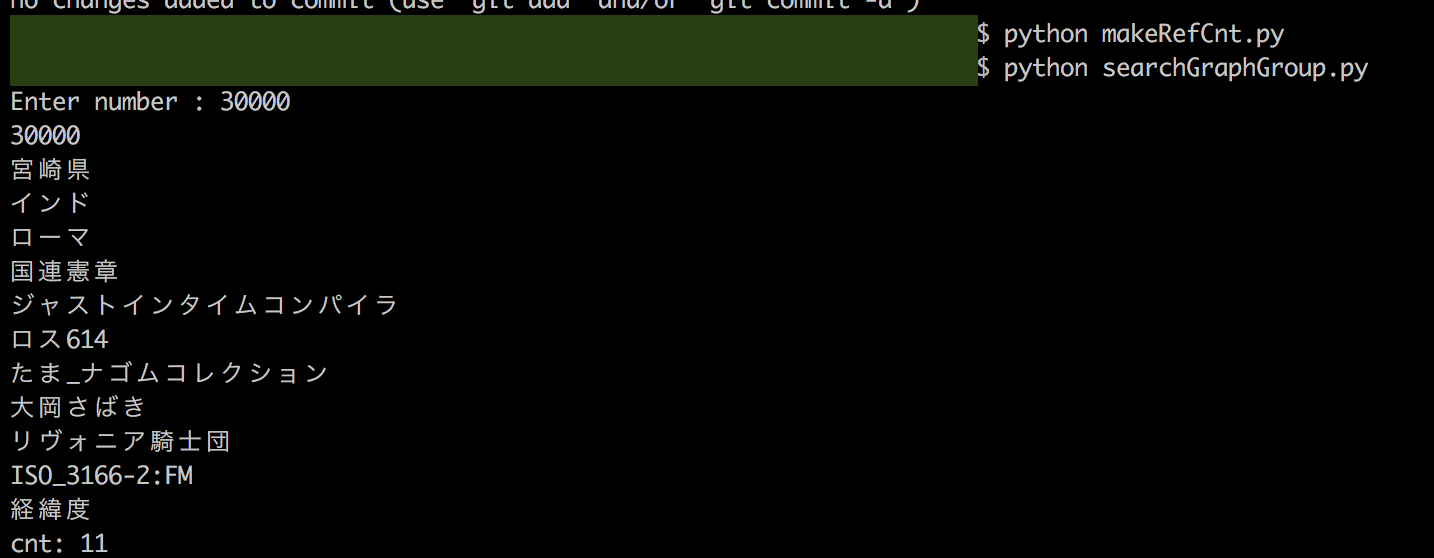 no changes added to commit (use "git add" and/or "git commit -a")
$ python makeRefCnt.py
$ python searchGraphGroup.py
Enter number : 30000
30000
宮崎県
インド
ローマ
国連憲章
ジャストインタイムコンパイラ
ロス614
たま_ナゴムコレクション
大岡さばき
リヴォニア騎士団
ISO_3166-2:FM
経緯度
cnt: 11